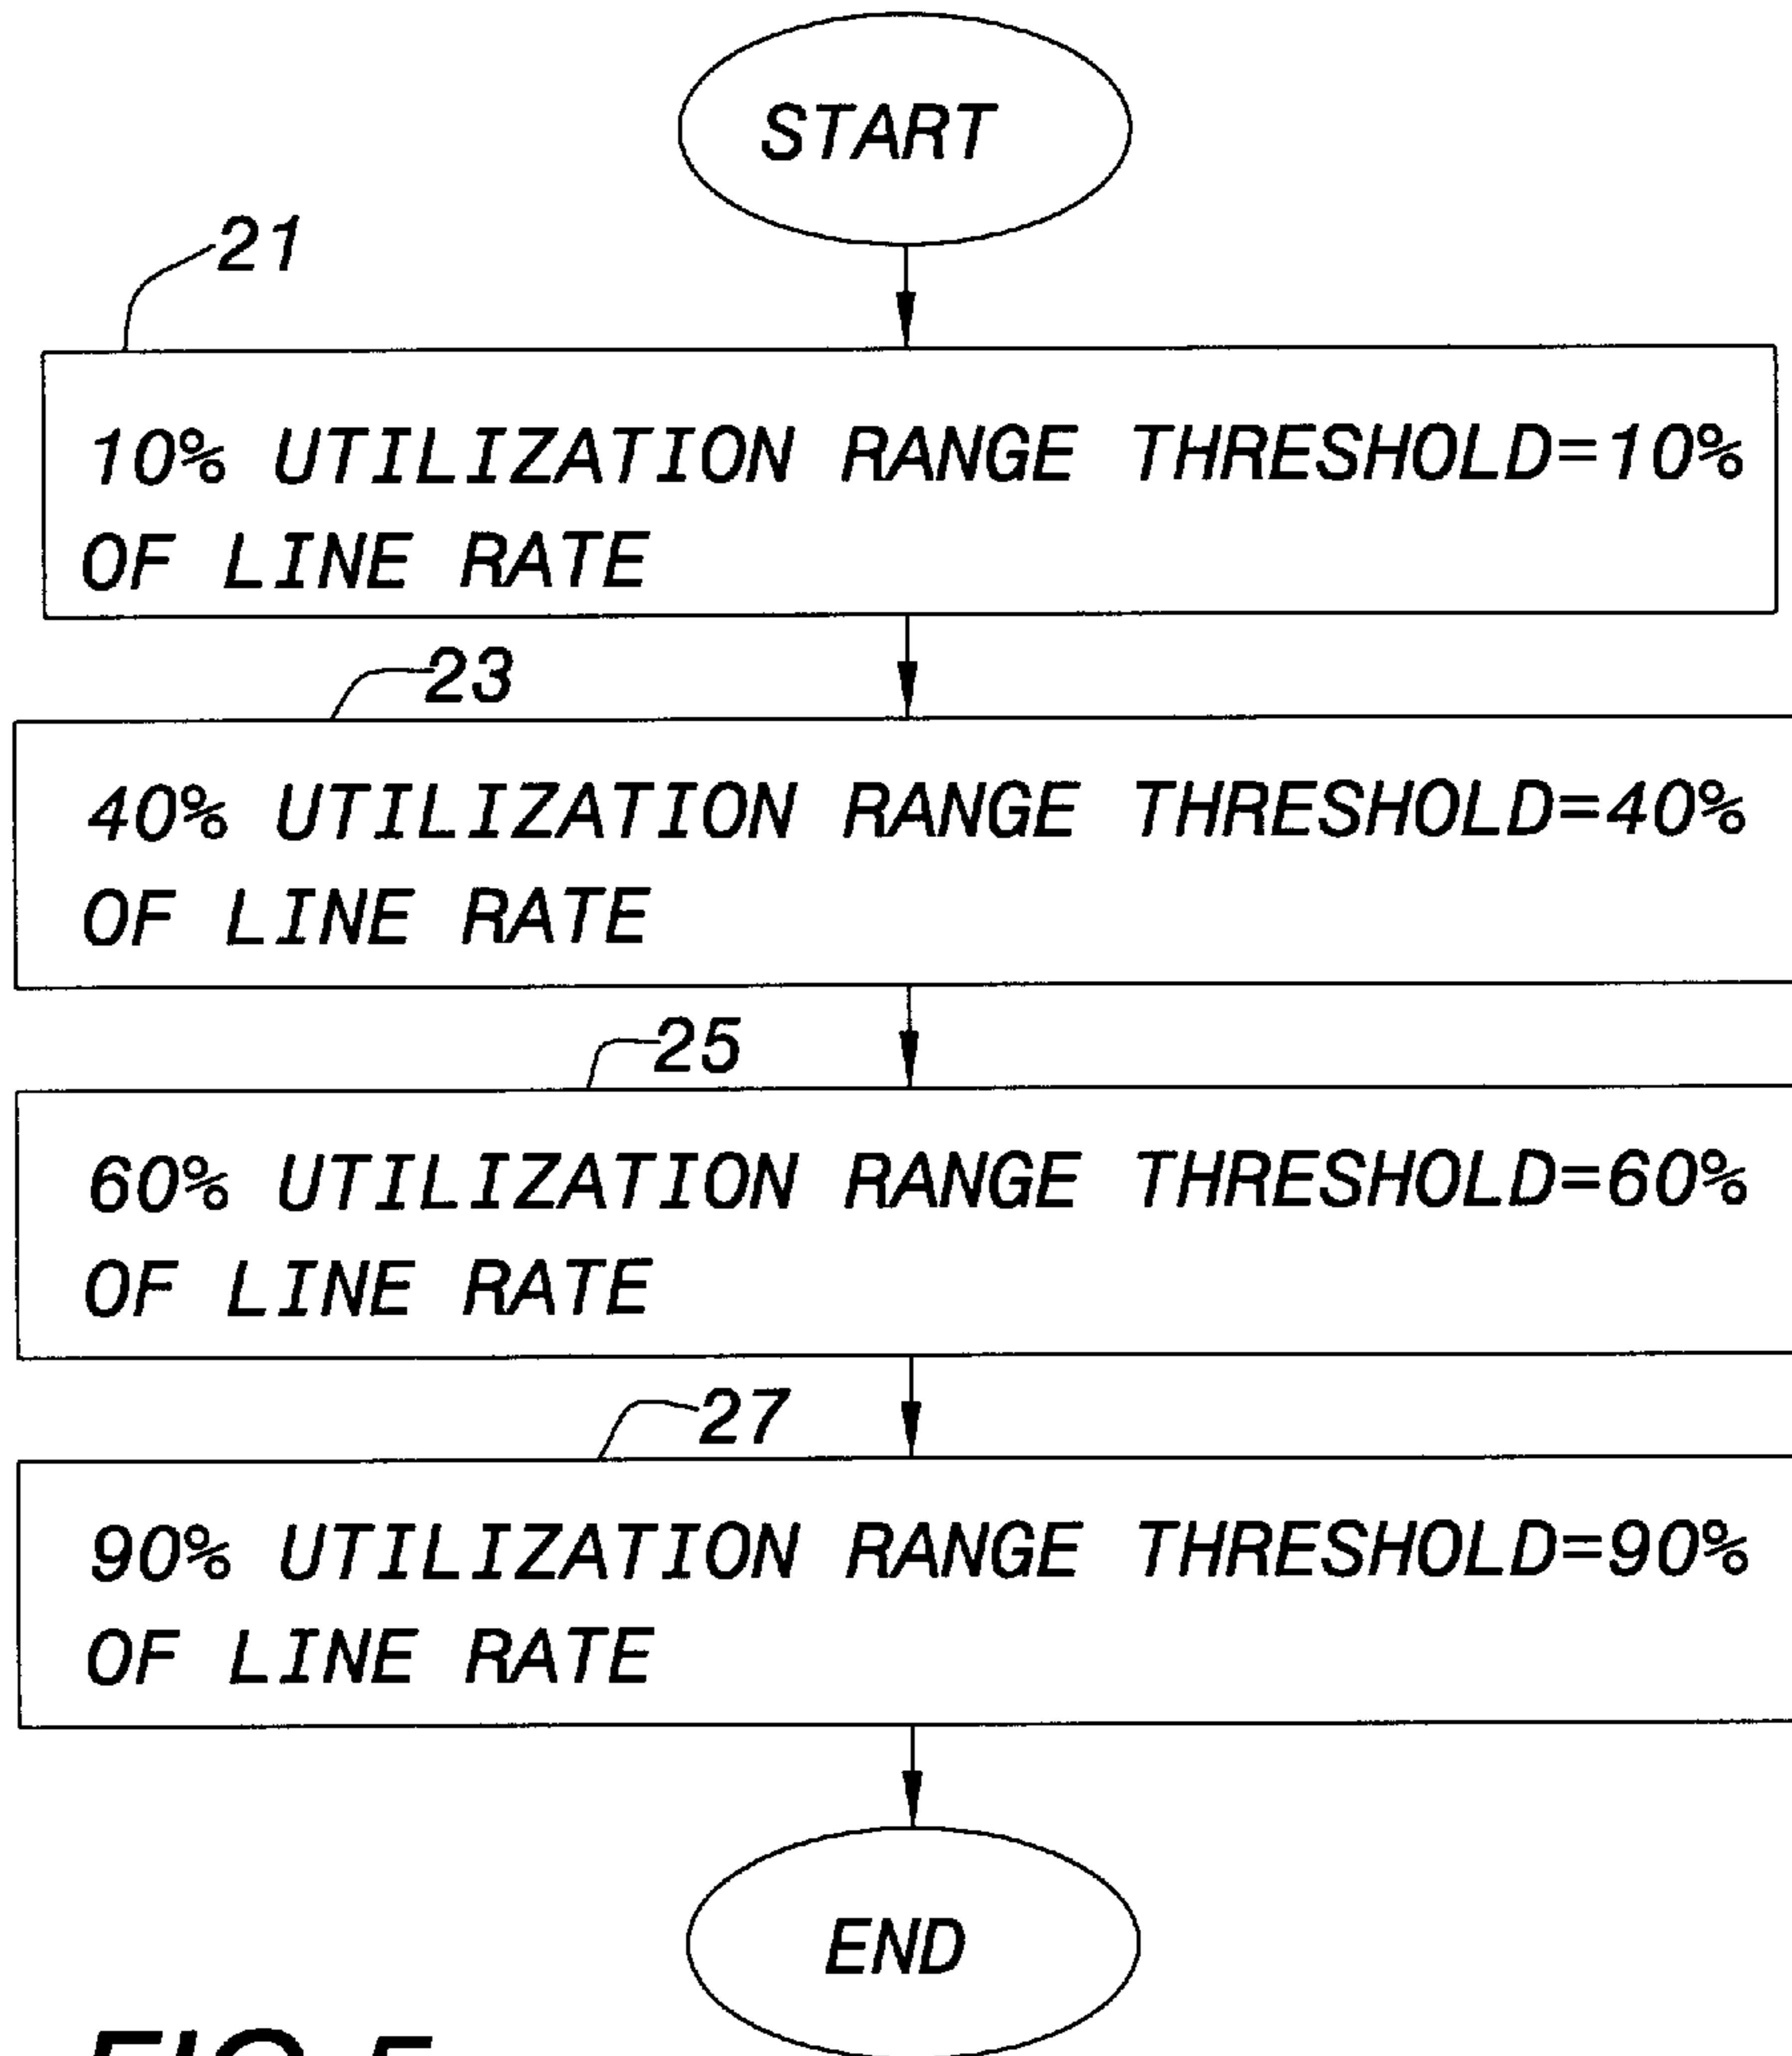 START
21
10% UTILIZATION RANGE THRESHOLD=10%
OF LINE RATE
23
40% UTILIZATION RANGE THRESHOLD=40%
OF LINE RATE
25
60% UTILIZATION RANGE THRESHOLD=60%
OF LINE RATE
27
90% UTILIZATION RANGE THRESHOLD=90%
OF LINE RATE
END